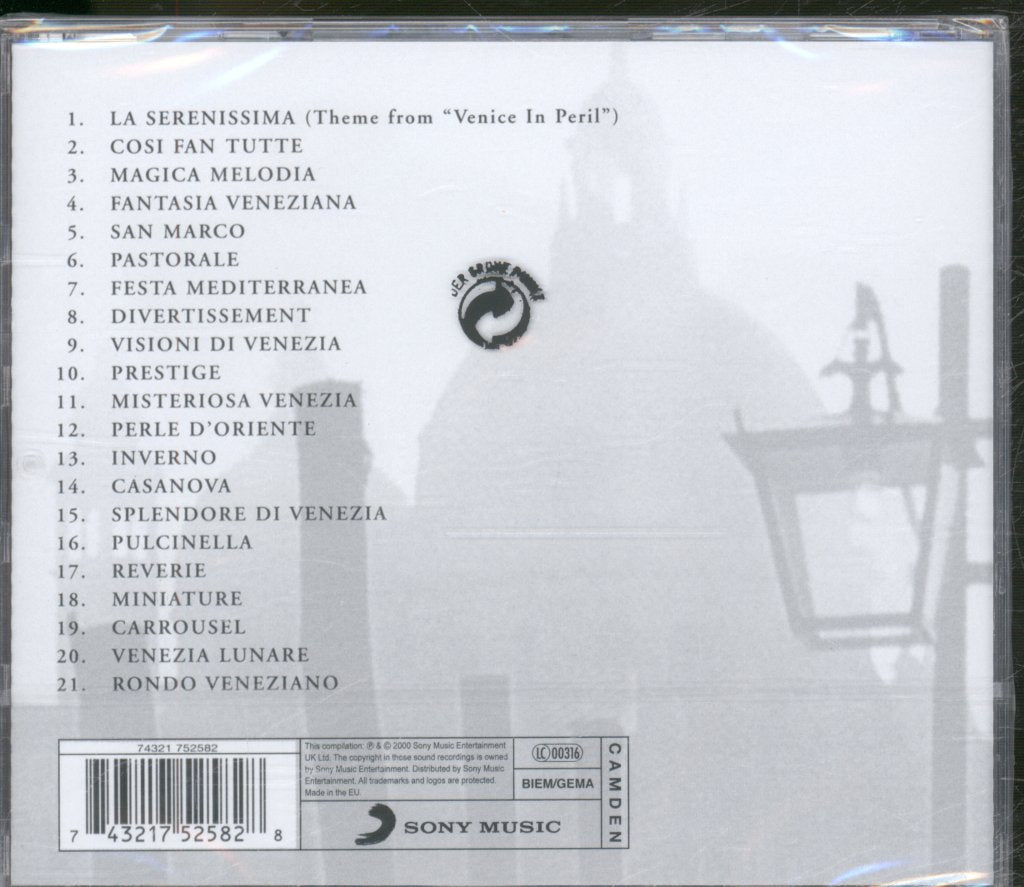 1. LA SERENISSIMA (Theme from “Venice In Peril”)
2. COSI FAN TUTTE
3. MAGICA MELODIA
4. FANTASIA VENEZIANA
5. SAN MARCO
6. PASTORALE
7. FESTA MEDITERRANEA
8. DIVERTISSEMENT
9. VISIONI DI VENEZIA
10. PRESTIGE
11. MISTERIOSA VENEZIA
12. PERLE D’ORIENTE
13. INVERNO
14. CASANOVA
15. SPLENDORE DI VENEZIA
16. PULCINELLA
17. REVERIE
18. MINIATURE
19. CARROUSEL
20. VENEZIA LUNARE
21. RONDO VENEZIANO
DER GRÜNE PUNKT
74321 752582
7 43217 52582 8
This compilation: ℗ & © 2000 Sony Music Entertainment
UK Ltd. The copyright in those sound recordings is owned
by Sony Music Entertainment. Distributed by Sony Music
Entertainment. All trademarks and logos are protected.
Made in the EU.
LC 00316
BIEM/GEMA
SONY MUSIC
CAMDEN